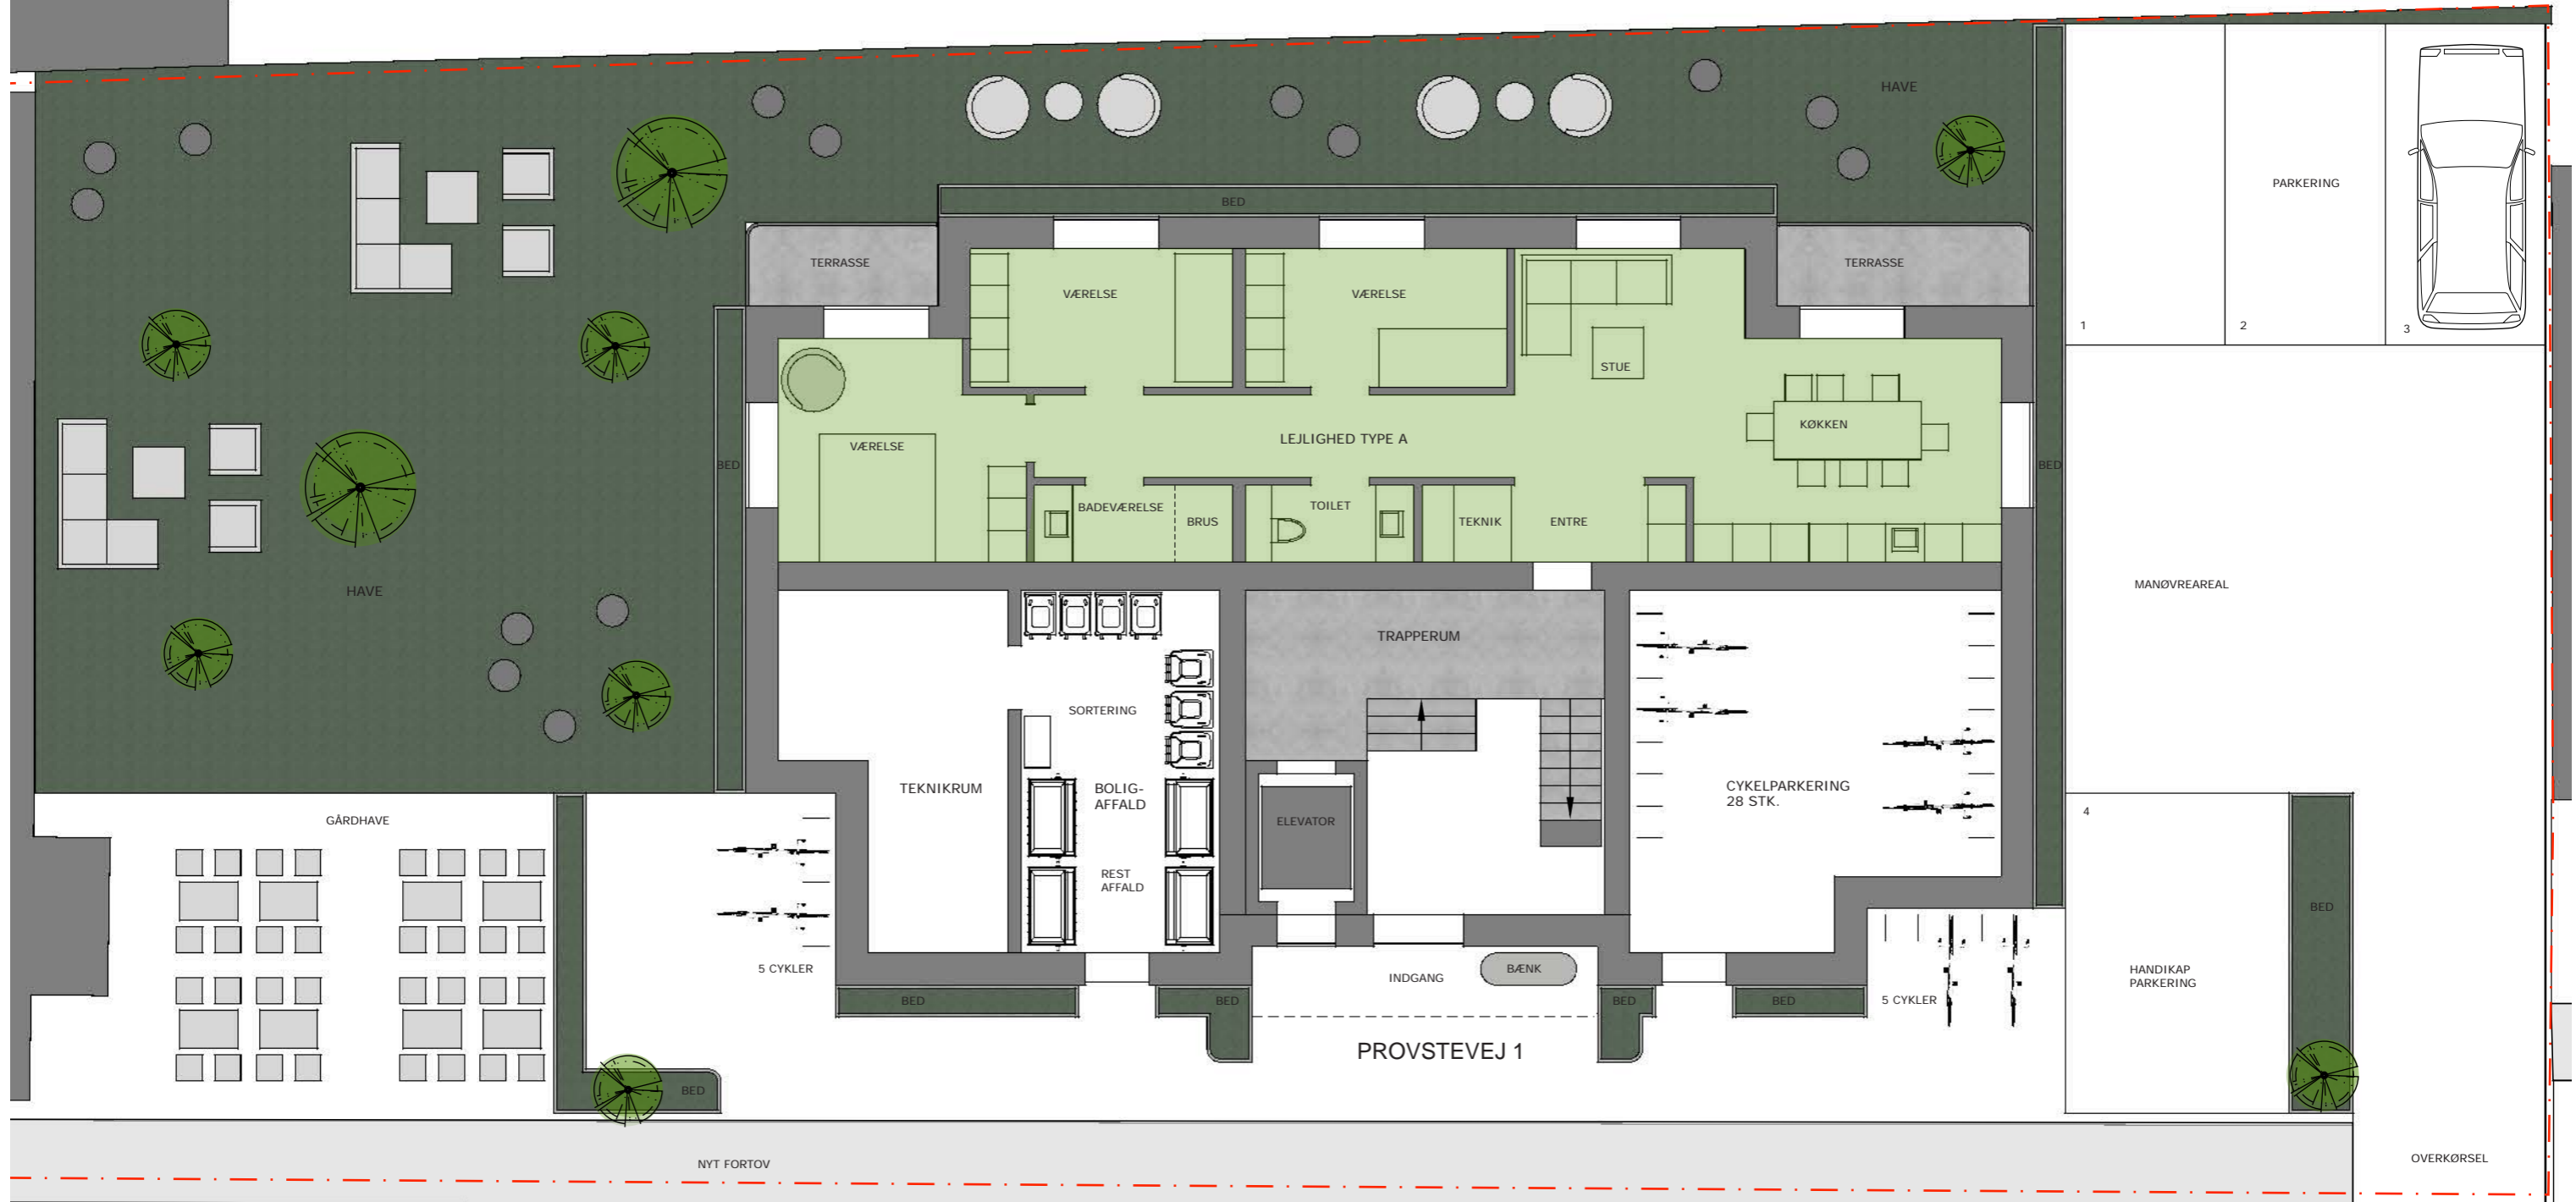 HAVE
PARKERING
BED
TERRASSE
TERRASSE
VÆRELSE
VÆRELSE
1
2
3
STUE
KØKKEN
LEJLIGHED TYPE A
VÆRELSE
BED
BED
BADEVÆRELSE
BRUS
TOILET
TEKNIK
ENTRE
HAVE
MANØVREAREAL
TRAPPERUM
SORTERING
TEKNIKRUM
BOLIG-
AFFALD
CYKELPARKERING
28 STK.
4
GÅRDHAVE
ELEVATOR
REST
AFFALD
BED
5 CYKLER
INDGANG
BÆNK
HANDIKAP
PARKERING
BED
BED
BED
BED
5 CYKLER
PROVSTEVEJ 1
BED
NYT FORTOV
OVERKØRSEL